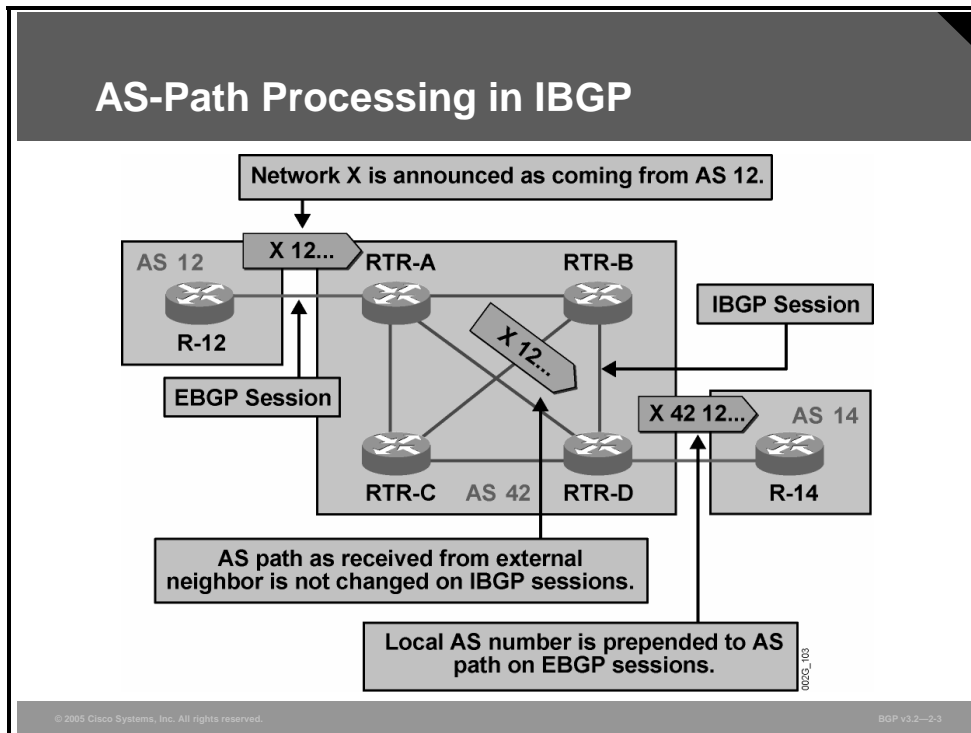 AS-Path Processing in IBGP
Network X is announced as coming from AS 12.
X 12...
AS 12
RTR-A
RTR-B
R-12
X 12...
IBGP Session
EBGP Session
X 42 12...
AS 14
RTR-C
AS 42
RTR-D
R-14
AS path as received from external
neighbor is not changed on IBGP sessions.
Local AS number is prepended to AS
path on EBGP sessions.
002G_103
© 2005 Cisco Systems, Inc. All rights reserved.
BGP v3.2—2-3